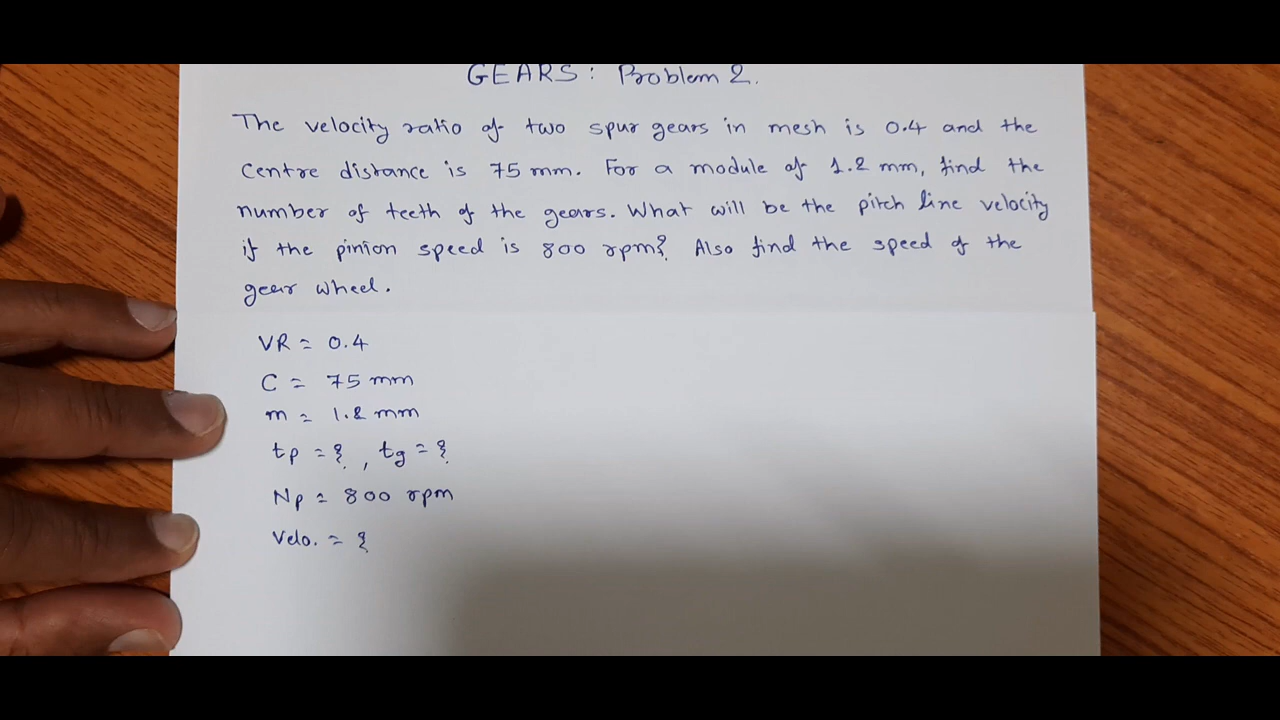 GEARS: Problem 2.
The velocity ratio of two spur gears in mesh is 0.4 and the
centre distance is 75 mm. For a module of 1.2 mm, find the
number of teeth of the gears. What will be the pitch line velocity
if the pinion speed is 800 rpm? Also find the speed of the
gear wheel.
VR = 0.4
C = 75 mm
m = 1.2 mm
tp = ?, tg = ?
Np = 800 rpm
Velo. = ?